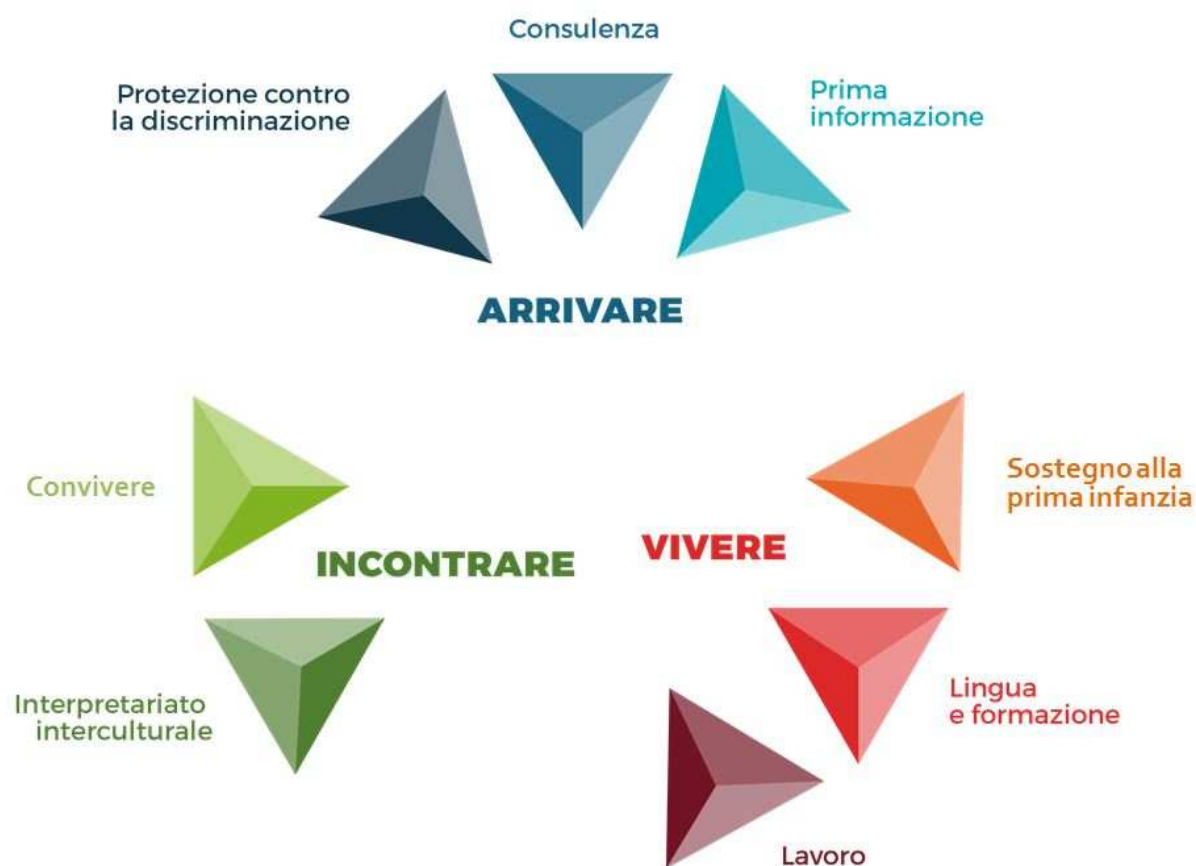 Consulenza
Protezione contro
la discriminazione
Prima
informazione
ARRIVARE
Convivere
Sostegno alla
prima infanzia
INCONTRARE
VIVERE
Interpretariato
interculturale
Lingua
e formazione
Lavoro